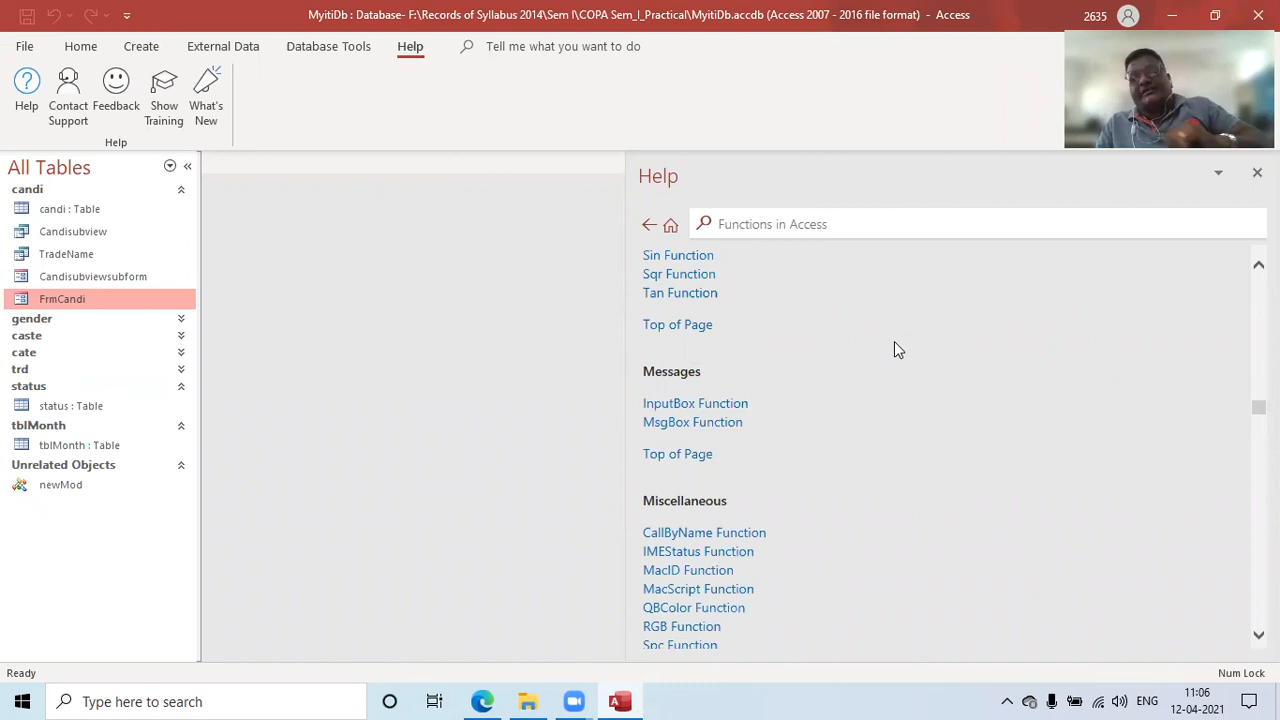 MyitiDb : Database- F:\Records of Syllabus 2014\Sem I\COPA Sem_I_Practical\MyitiDb.accdb (Access 2007 - 2016 file format) - Access
2635
File Home Create External Data Database Tools Help Tell me what you want to do
Help Contact Support Feedback Show Training What's New
Help
All Tables
candi
candi : Table
Candisubview
TradeName
Candisubviewsubform
FrmCandi
gender
caste
cate
trd
status
status : Table
tblMonth
tblMonth : Table
Unrelated Objects
newMod
Help
Functions in Access
Sin Function
Sqr Function
Tan Function
Top of Page
Messages
InputBox Function
MsgBox Function
Top of Page
Miscellaneous
CallByName Function
IMEStatus Function
MacID Function
MacScript Function
QBColor Function
RGB Function
Spc Function
Ready
Num Lock
Type here to search
ENG
11:06
12-04-2021